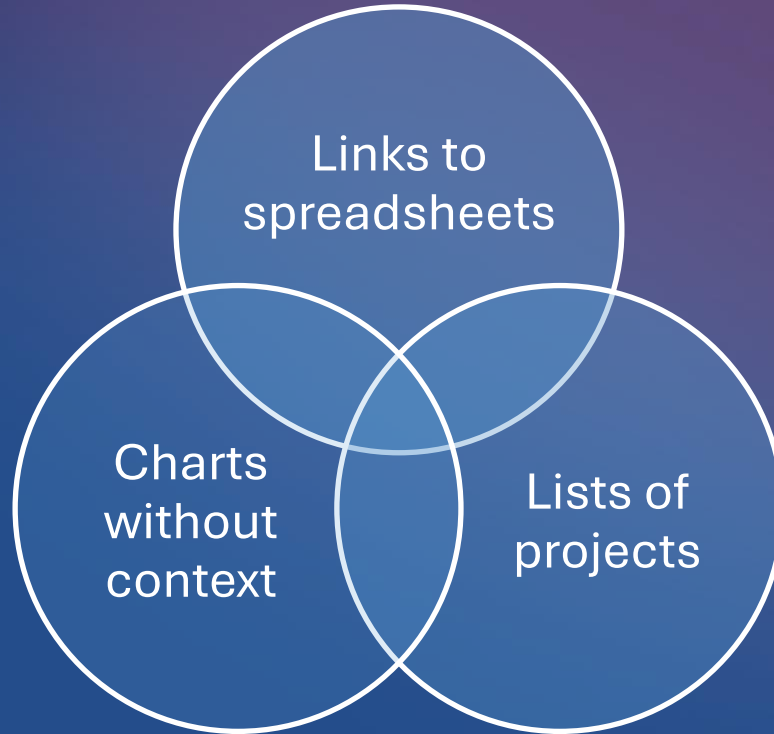 Links to
spreadsheets
Charts
without
context
Lists of
projects